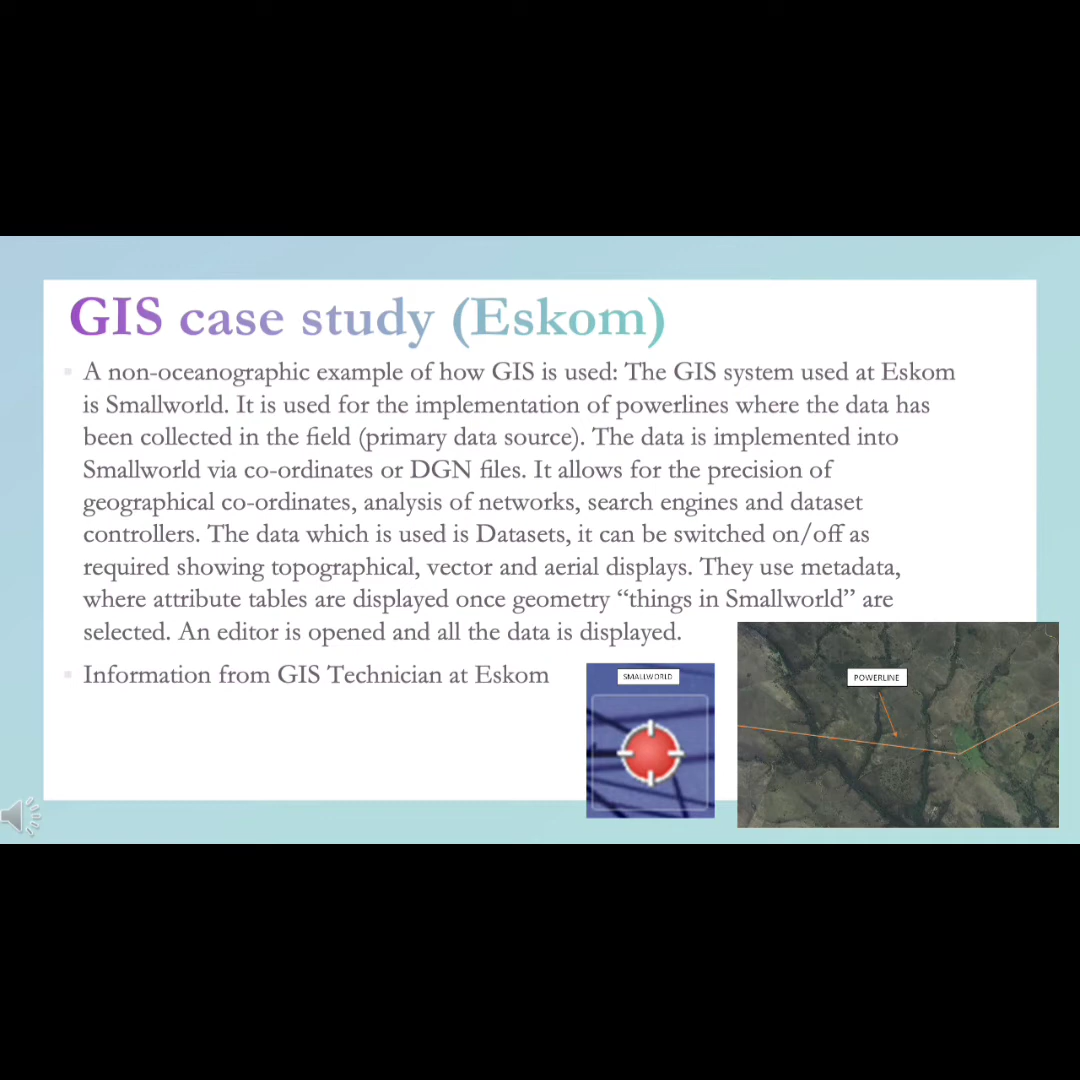 GIS case study (Eskom)
A non-oceanographic example of how GIS is used: The GIS system used at Eskom
is Smallworld. It is used for the implementation of powerlines where the data has
been collected in the field (primary data source). The data is implemented into
Smallworld via co-ordinates or DGN files. It allows for the precision of
geographical co-ordinates, analysis of networks, search engines and dataset
controllers. The data which is used is Datasets, it can be switched on/off as
required showing topographical, vector and aerial displays. They use metadata,
where attribute tables are displayed once geometry “things in Smallworld” are
selected. An editor is opened and all the data is displayed.
Information from GIS Technician at Eskom
SMALLWORLD
POWERLINE